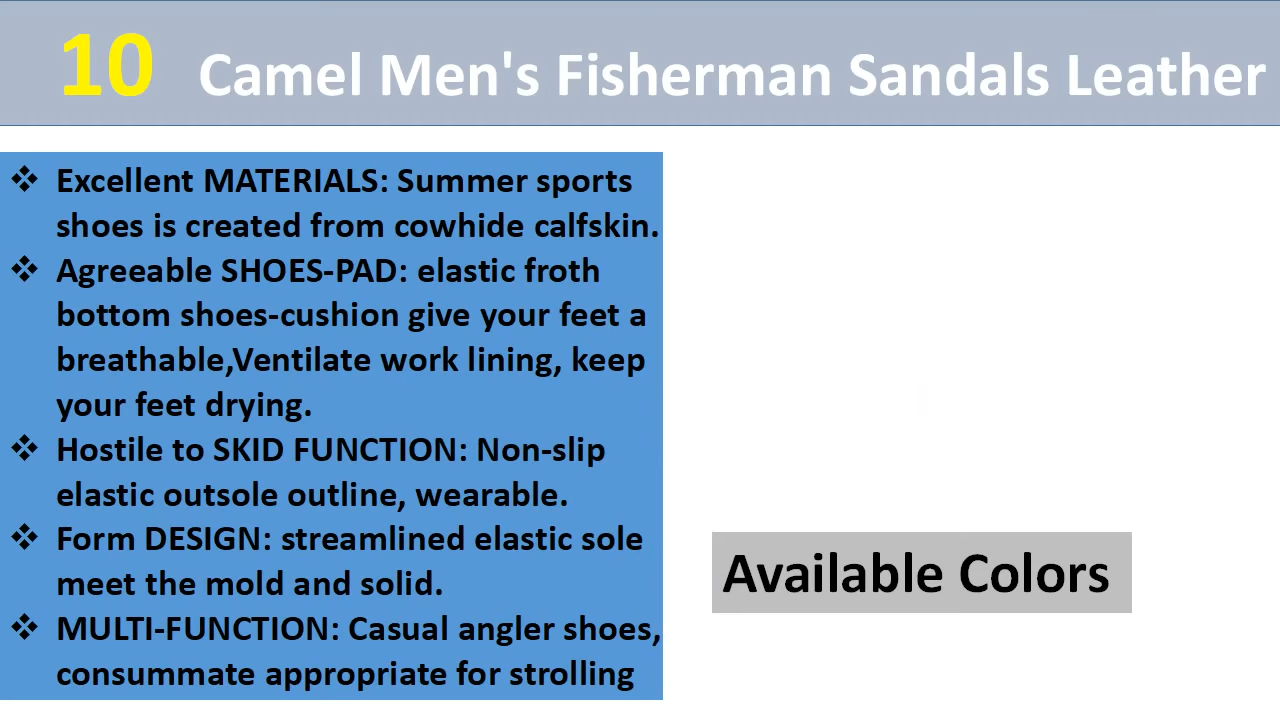 10 Camel Men's Fisherman Sandals Leather
❖ Excellent MATERIALS: Summer sports
shoes is created from cowhide calfskin.
❖ Agreeable SHOES-PAD: elastic froth
bottom shoes-cushion give your feet a
breathable,Ventilate work lining, keep
your feet drying.
❖ Hostile to SKID FUNCTION: Non-slip
elastic outsole outline, wearable.
❖ Form DESIGN: streamlined elastic sole
meet the mold and solid.
❖ MULTI-FUNCTION: Casual angler shoes,
consummate appropriate for strolling
Available Colors